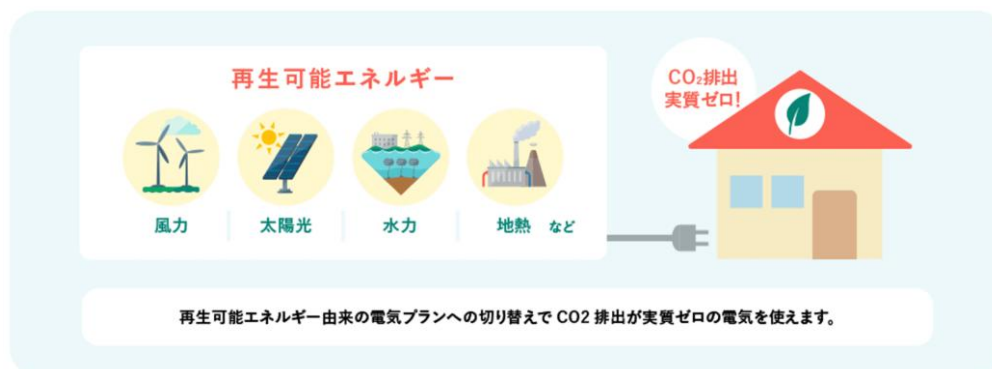 再生可能エネルギー
CO₂排出
実質ゼロ!
風力
太陽光
水力
地熱 など
再生可能エネルギー由来の電気プランへの切り替えで CO2 排出が実質ゼロの電気を使えます。